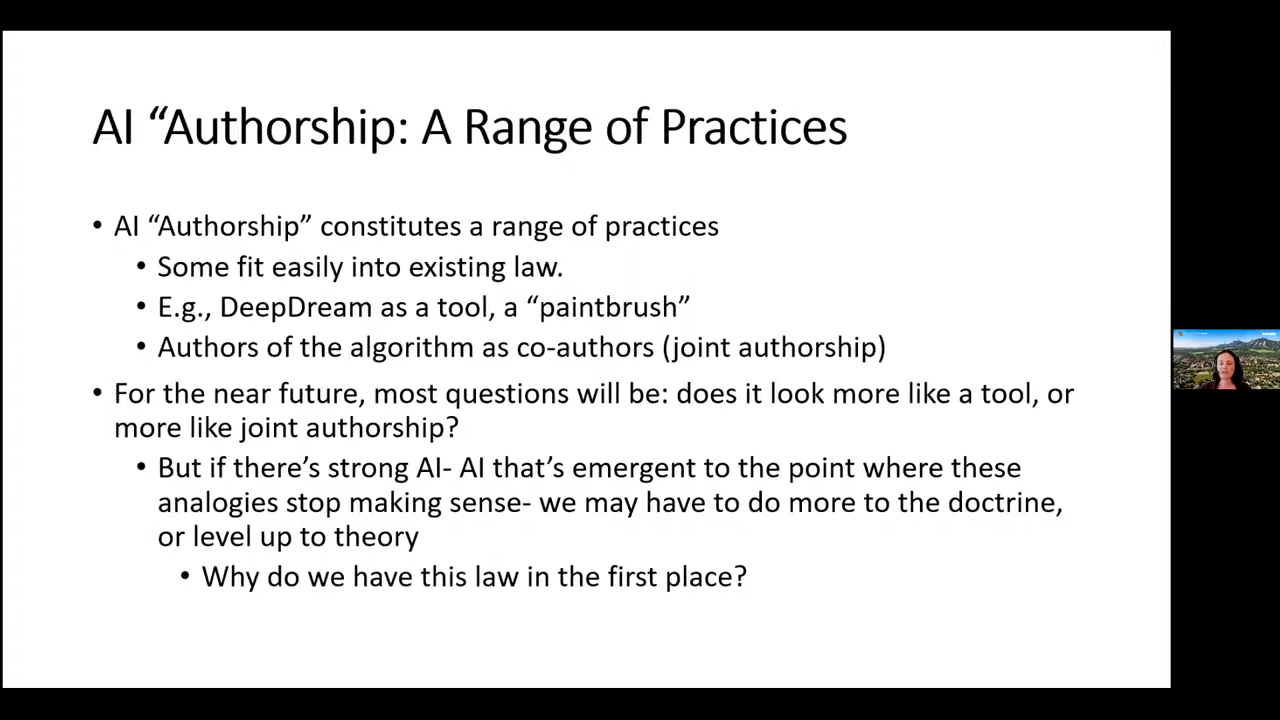 AI “Authorship: A Range of Practices
• AI “Authorship” constitutes a range of practices
• Some fit easily into existing law.
• E.g., DeepDream as a tool, a “paintbrush”
• Authors of the algorithm as co-authors (joint authorship)
• For the near future, most questions will be: does it look more like a tool, or
more like joint authorship?
• But if there’s strong AI- AI that’s emergent to the point where these
analogies stop making sense- we may have to do more to the doctrine,
or level up to theory
• Why do we have this law in the first place?